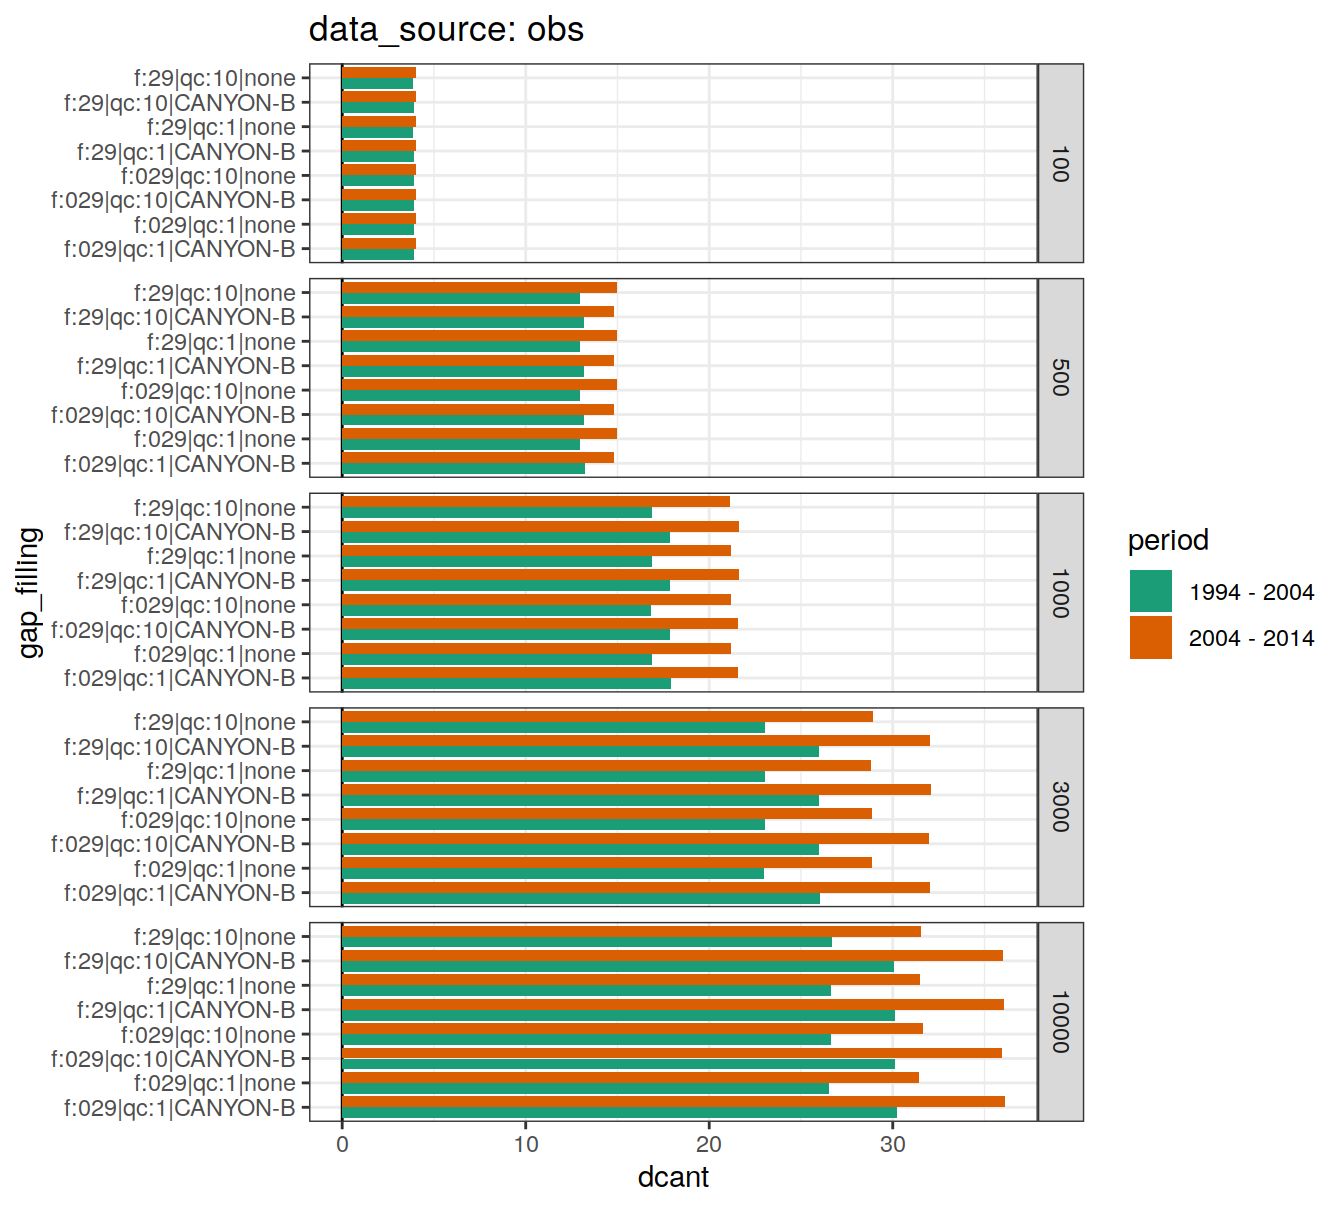 data_source: obs
f:29|qc:10|none
f:29|qc:10|CANYON-B
f:29|qc:1|none
f:29|qc:1|CANYON-B
f:029|qc:10|none
f:029|qc:10|CANYON-B
f:029|qc:1|none
f:029|qc:1|CANYON-B
100
f:29|qc:10|none
f:29|qc:10|CANYON-B
f:29|qc:1|none
f:29|qc:1|CANYON-B
f:029|qc:10|none
f:029|qc:10|CANYON-B
f:029|qc:1|none
f:029|qc:1|CANYON-B
500
f:29|qc:10|none
f:29|qc:10|CANYON-B
f:29|qc:1|none
f:29|qc:1|CANYON-B
f:029|qc:10|none
f:029|qc:10|CANYON-B
f:029|qc:1|none
f:029|qc:1|CANYON-B
1000
f:29|qc:10|none
f:29|qc:10|CANYON-B
f:29|qc:1|none
f:29|qc:1|CANYON-B
f:029|qc:10|none
f:029|qc:10|CANYON-B
f:029|qc:1|none
f:029|qc:1|CANYON-B
3000
f:29|qc:10|none
f:29|qc:10|CANYON-B
f:29|qc:1|none
f:29|qc:1|CANYON-B
f:029|qc:10|none
f:029|qc:10|CANYON-B
f:029|qc:1|none
f:029|qc:1|CANYON-B
10000
0 10 20 30
dcant
gap_filling
period
1994 - 2004
2004 - 2014